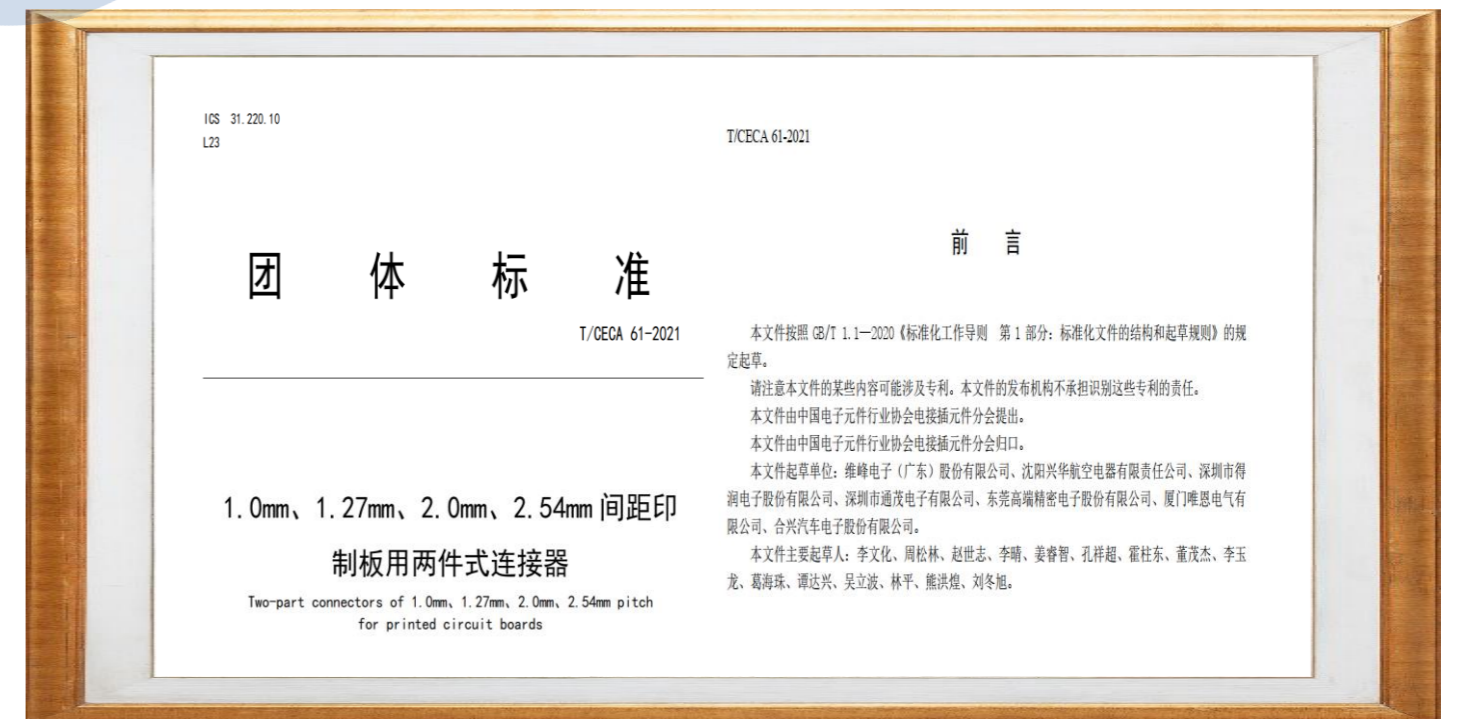 ICS 31.220.10
L23
团 体 标 准
T/CECA 61-2021
1.0mm、1.27mm、2.0mm、2.54mm 间距印
制板用两件式连接器
Two-part connectors of 1.0mm、1.27mm、2.0mm、2.54mm pitch
for printed circuit boards
T/CECA 61-2021
前 言
本文件按照 GB/T 1.1—2020《标准化工作导则 第 1 部分：标准化文件的结构和起草规则》的规
定起草。
请注意本文件的某些内容可能涉及专利。本文件的发布机构不承担识别这些专利的责任。
本文件由中国电子元件行业协会电接插元件分会提出。
本文件由中国电子元件行业协会电接插元件分会归口。
本文件起草单位：维峰电子（广东）股份有限公司、沈阳兴华航空电器有限责任公司、深圳市得
润电子股份有限公司、深圳市通茂电子有限公司、东莞高端精密电子股份有限公司、厦门唯恩电气有
限公司、合兴汽车电子股份有限公司。
本文件主要起草人：李文化、周松林、赵世志、李晴、姜睿智、孔祥超、霍柱东、董茂杰、李玉
龙、葛海珠、谭达兴、吴立波、林平、熊洪煌、刘冬旭。